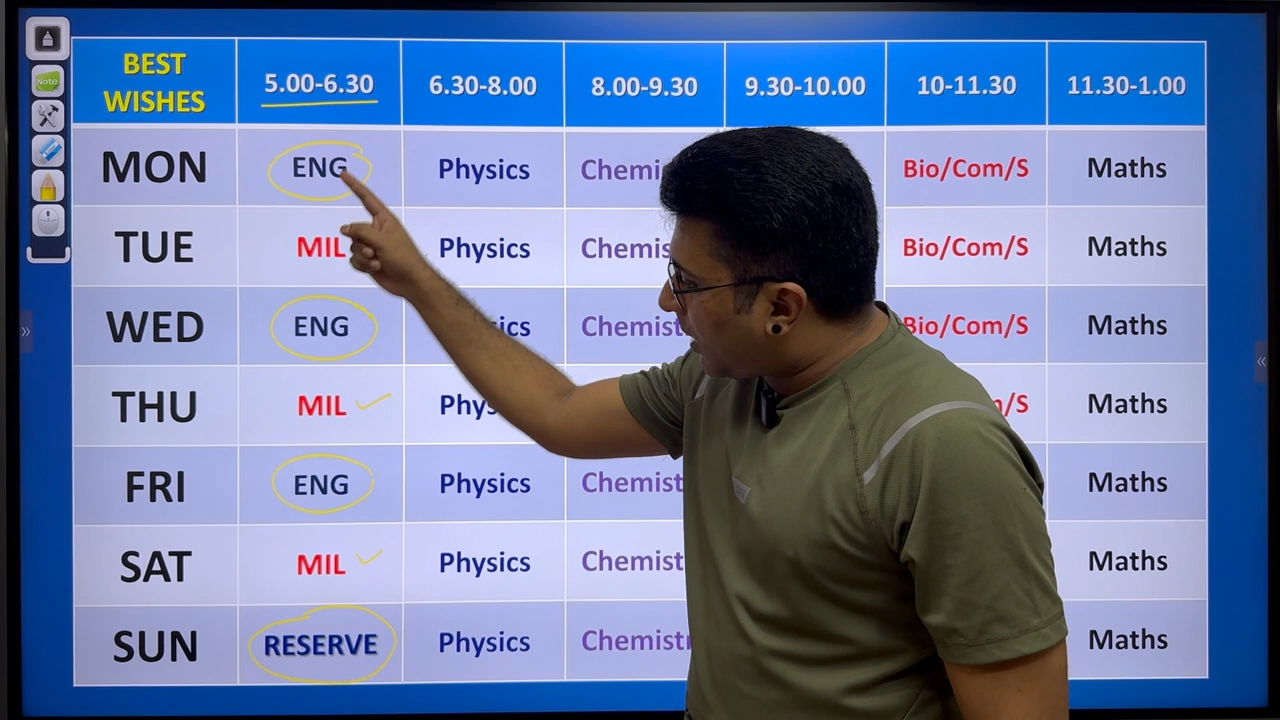 BEST WISHES 5.00-6.30 6.30-8.00 8.00-9.30 9.30-10.00 10-11.30 11.30-1.00
MON ENG Physics Chemi Bio/Com/S Maths
TUE MIL Physics Chemis Bio/Com/S Maths
WED ENG ics Chemist Bio/Com/S Maths
THU MIL Phys m/S Maths
FRI ENG Physics Chemist Maths
SAT MIL Physics Chemist Maths
SUN RESERVE Physics Chemistr Maths
Note